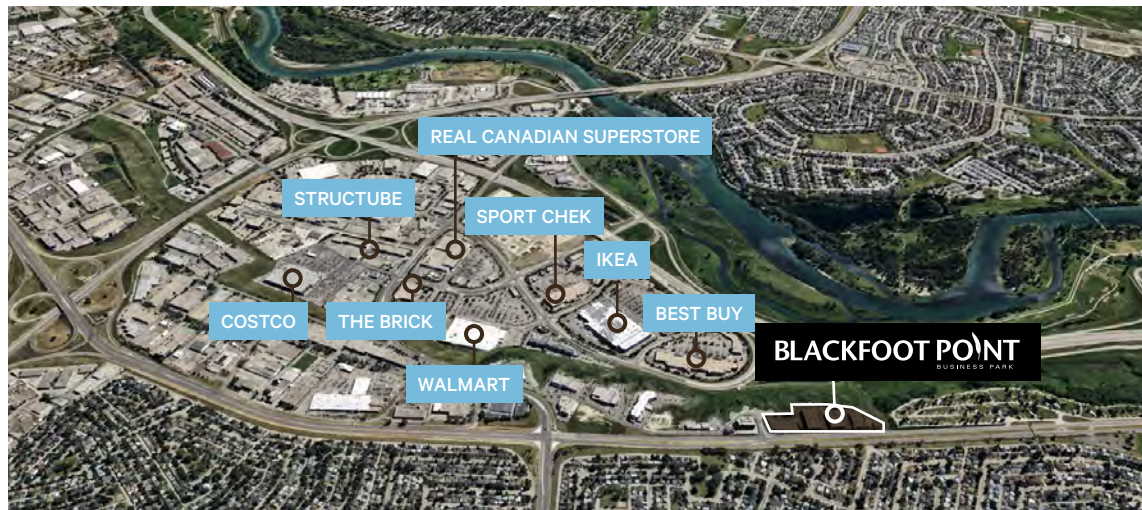 REAL CANADIAN SUPERSTORE
STRUCTUBE
SPORT CHEK
IKEA
COSTCO
THE BRICK
BEST BUY
WALMART
BLACKFOOT POINT
BUSINESS PARK